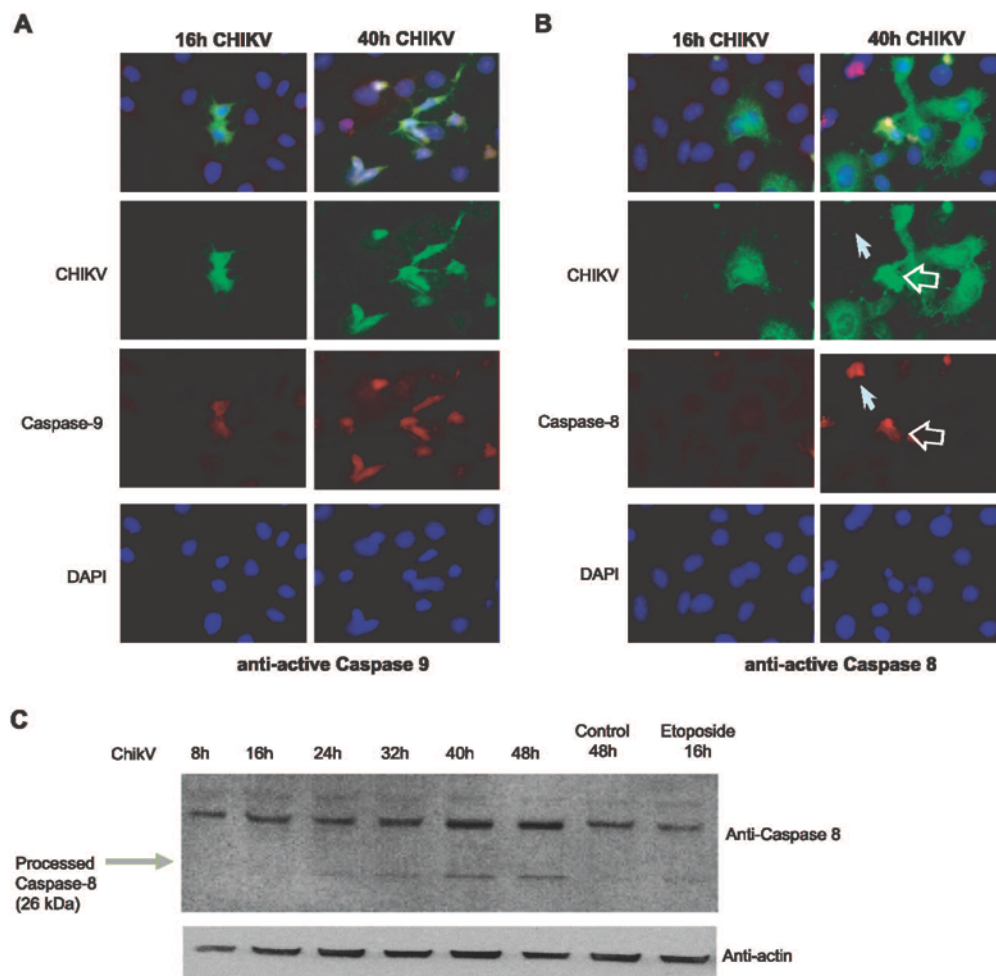 A
B
16h CHIKV
40h CHIKV
16h CHIKV
40h CHIKV
CHIKV
CHIKV
Caspase-9
Caspase-8
DAPI
DAPI
anti-active Caspase 9
anti-active Caspase 8
C
Control
Etoposide
ChikV
8h
16h
24h
32h
40h
48h
48h
16h
Anti-Caspase 8
Processed
Caspase-8
(26 kDa)
Anti-actin